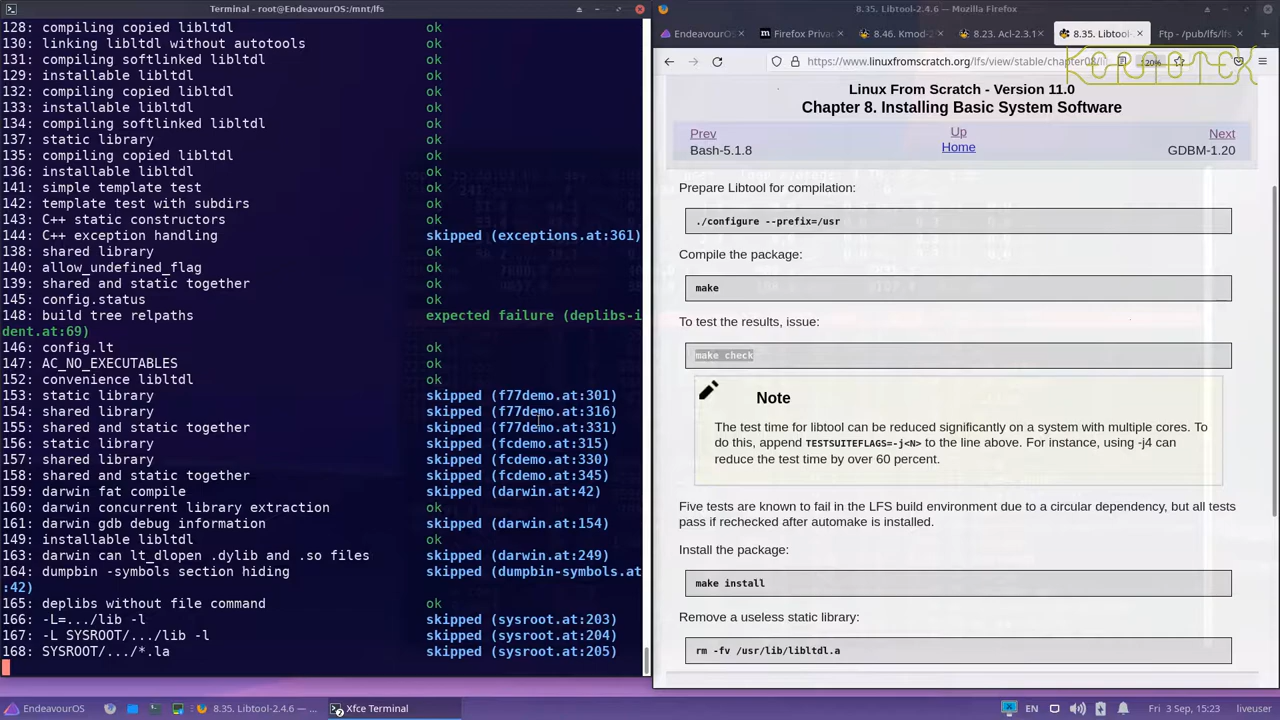 Terminal - root@EndeavourOS:/mnt/lfs
128: compiling copied libltdl ok
130: linking libltdl without autotools ok
131: compiling softlinked libltdl ok
129: installable libltdl ok
132: compiling copied libltdl ok
133: installable libltdl ok
134: compiling softlinked libltdl ok
137: static library ok
135: compiling copied libltdl ok
136: installable libltdl ok
141: simple template test ok
142: template test with subdirs ok
143: C++ static constructors ok
144: C++ exception handling skipped (exceptions.at:361)
138: shared library ok
140: allow_undefined_flag ok
139: shared and static together ok
145: config.status ok
148: build tree relpaths expected failure (deplibs-i
dent.at:69)
146: config.lt ok
147: AC_NO_EXECUTABLES ok
152: convenience libltdl ok
153: static library skipped (f77demo.at:301)
154: shared library skipped (f77demo.at:316)
155: shared and static together skipped (f77demo.at:331)
156: static library skipped (fcdemo.at:315)
157: shared library skipped (fcdemo.at:330)
158: shared and static together skipped (fcdemo.at:345)
159: darwin fat compile skipped (darwin.at:42)
160: darwin concurrent library extraction ok
161: darwin gdb debug information skipped (darwin.at:154)
149: installable libltdl ok
163: darwin can lt_dlopen .dylib and .so files skipped (darwin.at:249)
164: dumpbin -symbols section hiding skipped (dumpbin-symbols.at
:42)
165: deplibs without file command ok
166: -L=.../lib -l skipped (sysroot.at:203)
167: -L SYSROOT/.../lib -l skipped (sysroot.at:204)
168: SYSROOT/.../*.la skipped (sysroot.at:205)
8.35. Libtool-2.4.6 — Mozilla Firefox
EndeavourOS Firefox Privac 8.46. Kmod-2 8.23. Acl-2.3.1 8.35. Libtool- Ftp - /pub/lfs/lfs
https://www.linuxfromscratch.org/lfs/view/stable/chapter08/ 120%
KERNOTEX
Linux From Scratch - Version 11.0
Chapter 8. Installing Basic System Software
Prev Up Next
Bash-5.1.8 Home GDBM-1.20
Prepare Libtool for compilation:
./configure --prefix=/usr
Compile the package:
make
To test the results, issue:
make check
Note
The test time for libtool can be reduced significantly on a system with multiple cores. To
do this, append TESTSUITEFLAGS=-j<N> to the line above. For instance, using -j4 can
reduce the test time by over 60 percent.
Five tests are known to fail in the LFS build environment due to a circular dependency, but all tests
pass if rechecked after automake is installed.
Install the package:
make install
Remove a useless static library:
rm -fv /usr/lib/libltdl.a
EndeavourOS 8.35. Libtool-2.4.6 — M... Xfce Terminal EN Fri 3 Sep, 15:23 liveuser